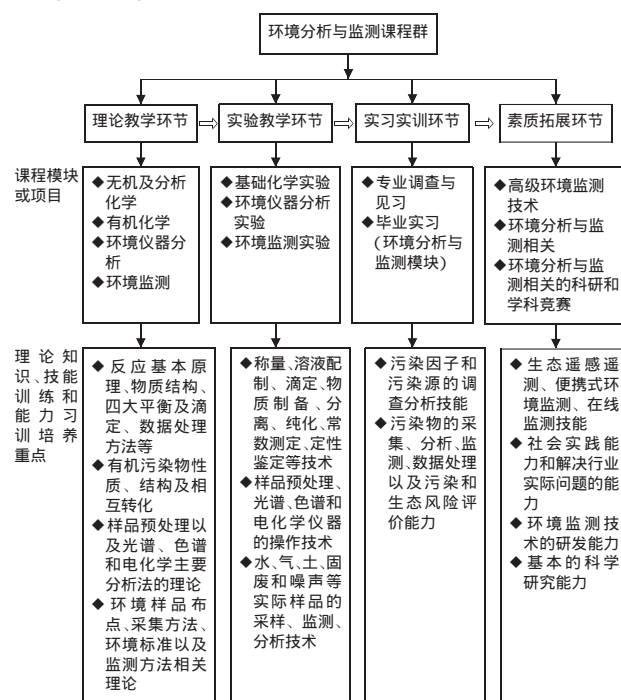 环境分析与监测课程群
理论教学环节
实验教学环节
实习实训环节
素质拓展环节
课程模块
或项目
◆无机及分析
化学
◆有机化学
◆环境仪器分
析
◆环境监测
◆基础化学实验
◆环境仪器分析
实验
◆环境监测实验
◆专业调查与
见习
◆毕业实习
(环境分析与
监测模块)
◆高级环境监测
技术
◆环境分析与监
测相关
◆环境分析与监
测相关的科研和
学科竞赛
理论知
识、技能
训练和
能力习
训培养
重点
◆反应基本原
理、物质结构、
四大平衡及滴
定、数据处理
方法等
◆有机污染物性
质、结构及相
互转化
◆样品预处理以
及光谱、色谱
和电化学主要
分析法的理论
◆环境样品布
点、采集方法、
环境标准以及
监测方法相关
理论
◆称量、溶液配
制、滴定、物
质制备、分
离、纯化、常
数测定、定性
鉴定等技术
◆样品预处理、
光谱、色谱和
电化学仪器
的操作技术
◆水、气、土、固
废和噪声等
实际样品的
采样、监测、
分析技术
◆污染因子和
污染源的调
查分析技能
◆污染物的采
集、分析、监
测、数据处理
以及污染和
生态风险评
价能力
◆生态遥感遥
测、便携式环
境监测、在线
监测技能
◆社会实践能
力和解决行业
实际问题的能
力
◆环境监测技
术的研发能力
◆基本的科学
研究能力